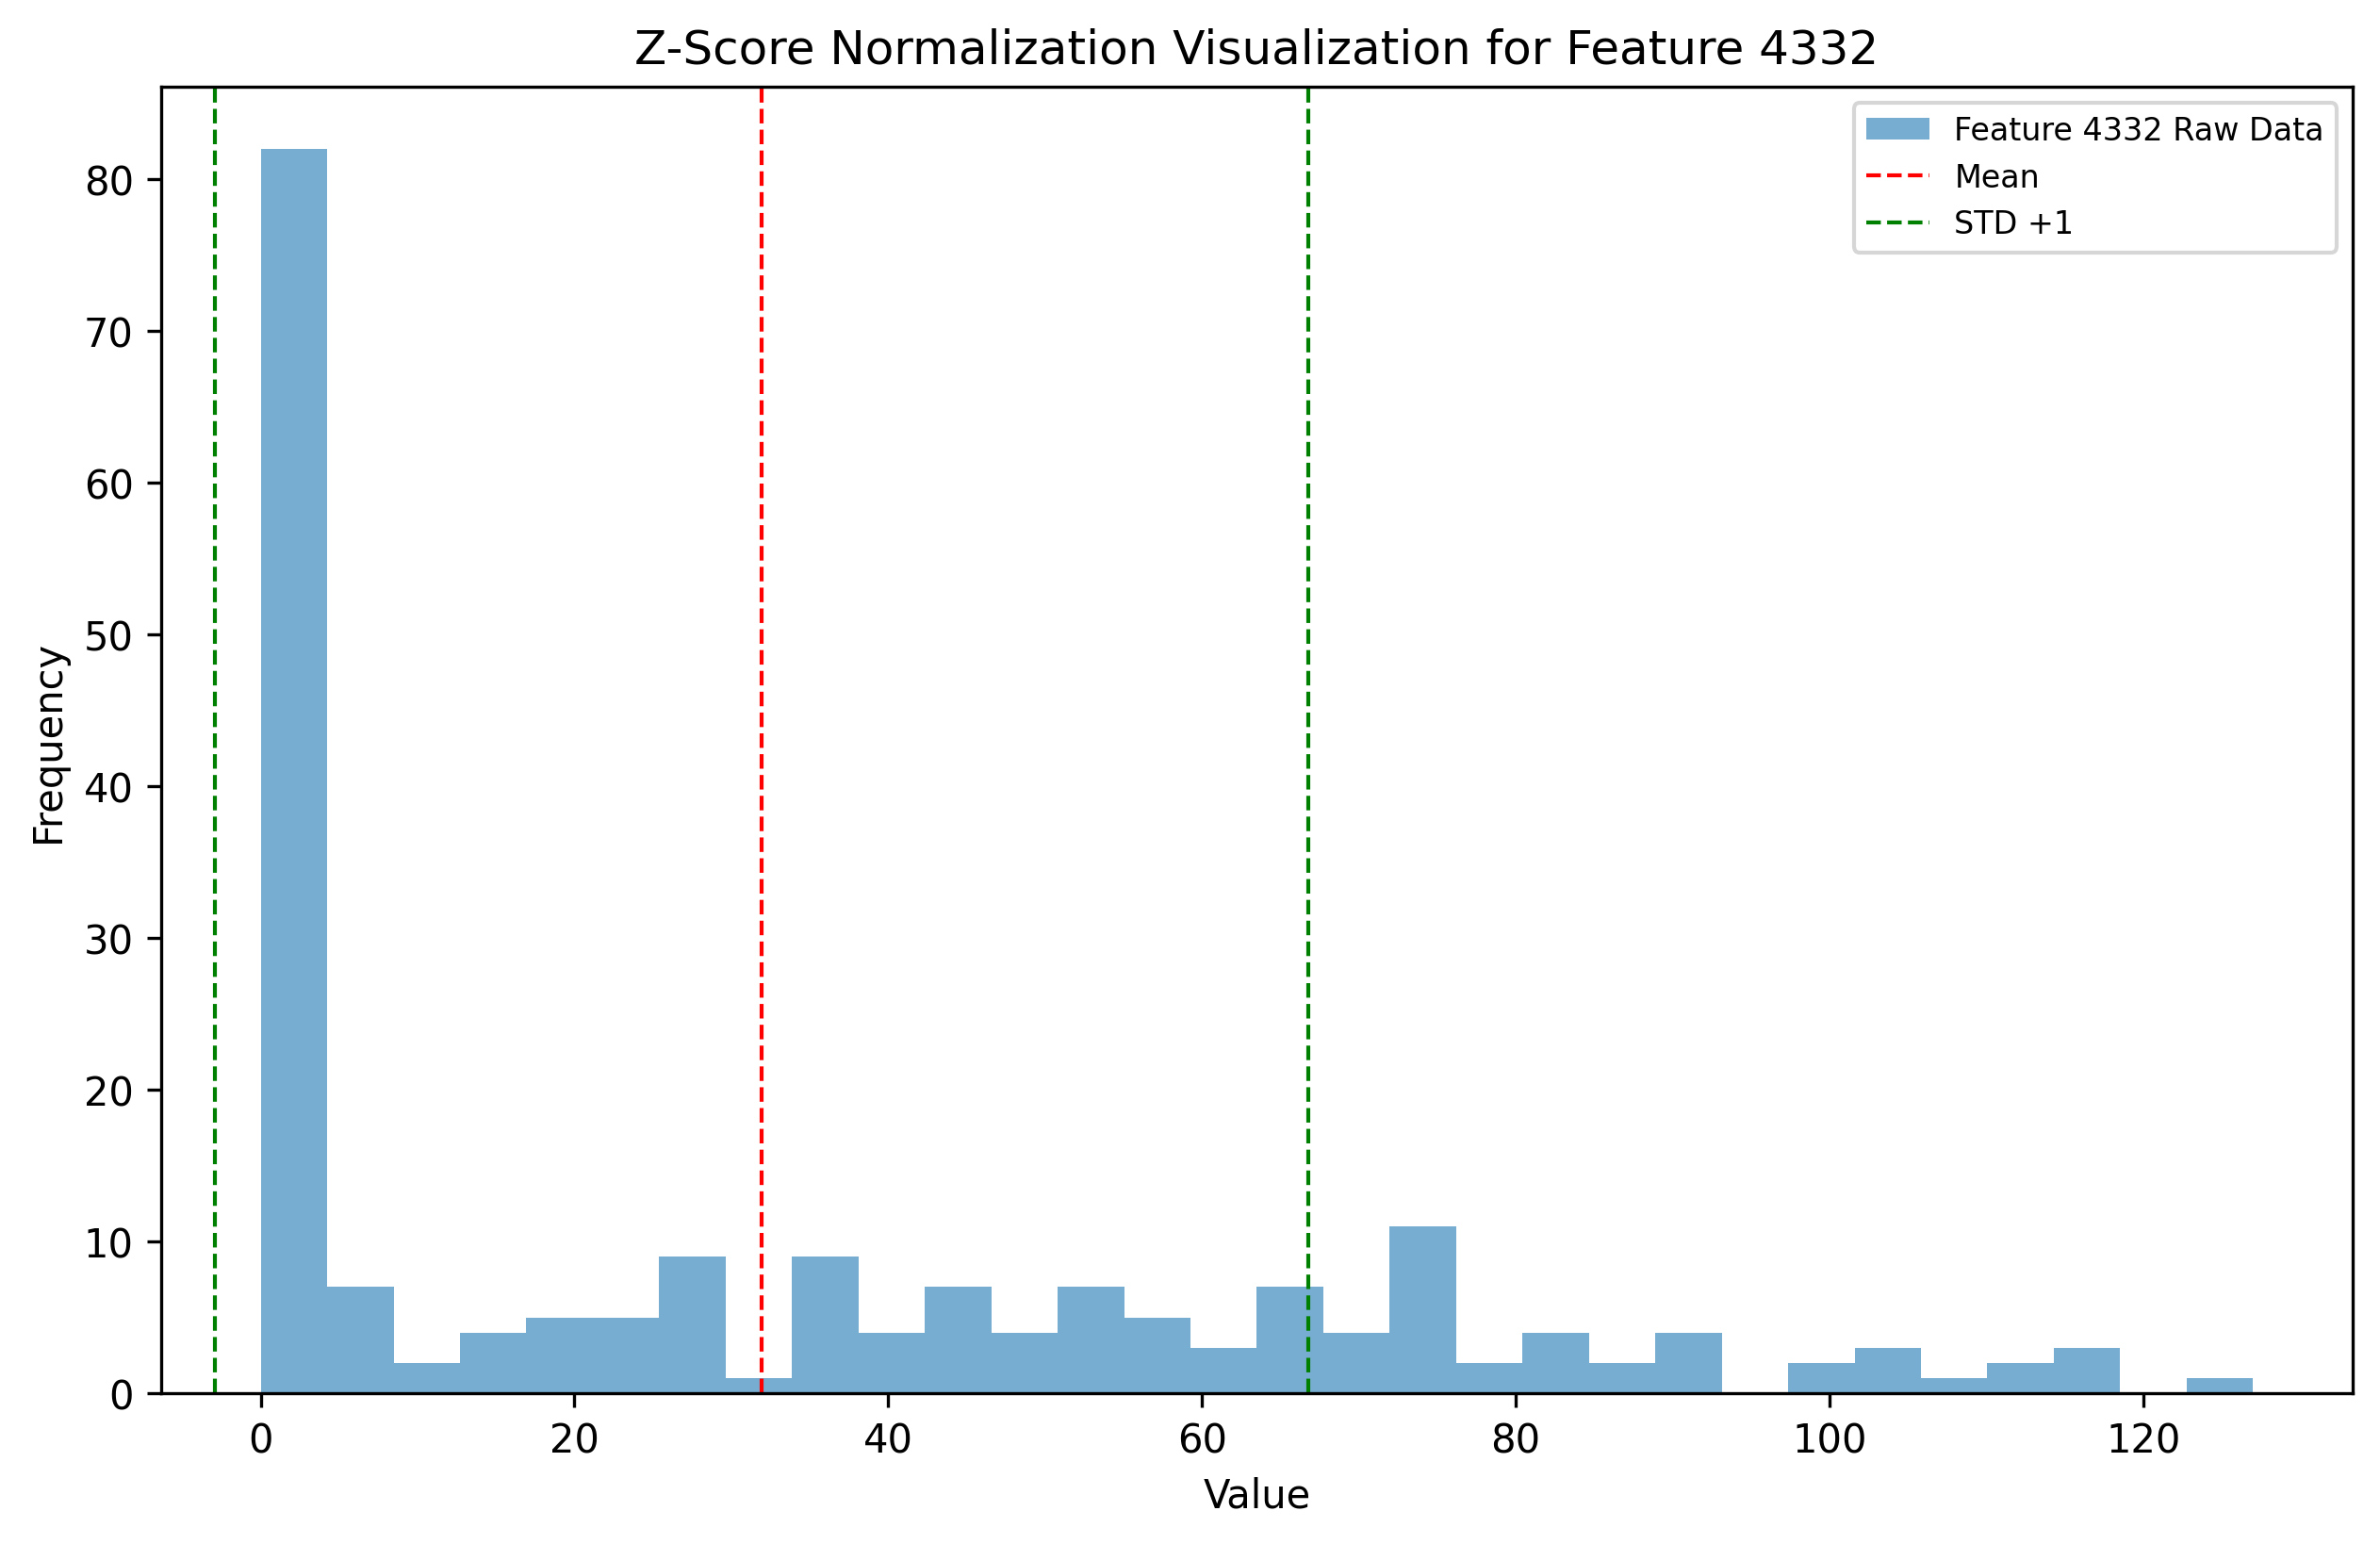 Z-Score Normalization Visualization for Feature 4332
Feature 4332 Raw Data
Mean
STD +1
80
70
60
50
40
30
20
10
0
Frequency
0 20 40 60 80 100 120
Value